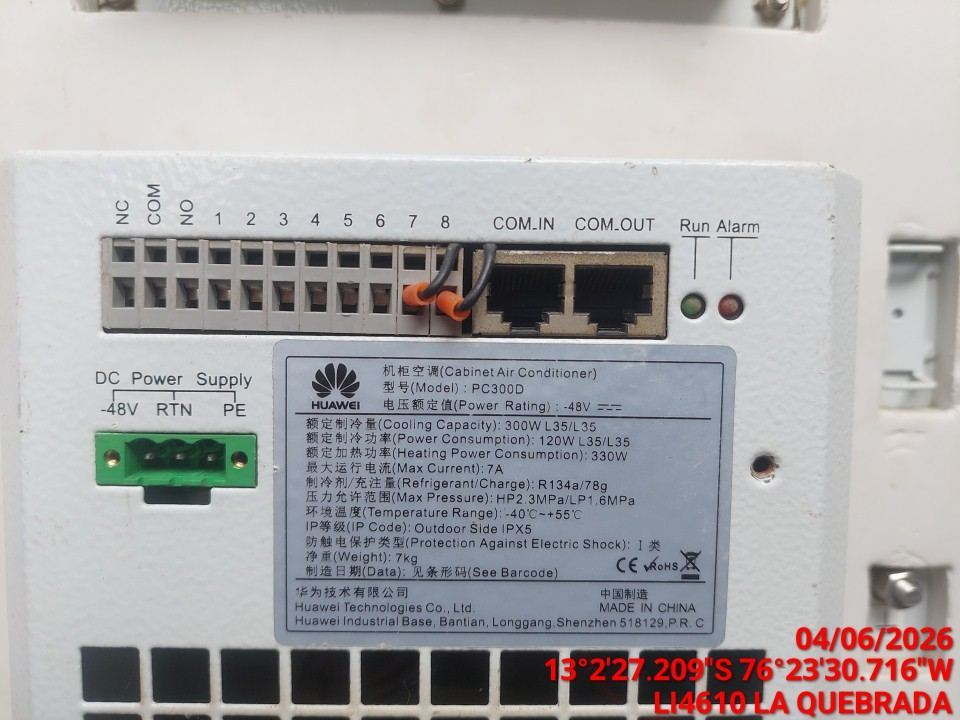 NC COM NO 1 2 3 4 5 6 7 8 COM_IN COM_OUT Run Alarm
DC Power Supply
-48V RTN PE
HUAWEI
机柜空调(Cabinet Air Conditioner)
型号(Model) : PC300D
电压额定值(Power Rating) : -48V ⎓
额定制冷量(Cooling Capacity): 300W L35/L35
额定制冷功率(Power Consumption): 120W L35/L35
额定加热功率(Heating Power Consumption): 330W
最大运行电流(Max Current): 7A
制冷剂/充注量(Refrigerant/Charge): R134a/78g
压力允许范围(Max Pressure): HP2.3MPa/LP1.6MPa
环境温度(Temperature Range): -40℃~+55℃
IP等级(IP Code): Outdoor Side IPX5
防触电保护类型(Protection Against Electric Shock): Ⅰ 类
净重(Weight): 7kg
制造日期(Data): 见条形码(See Barcode)
CE RoHS
华为技术有限公司
Huawei Technologies Co., Ltd.
Huawei Industrial Base, Bantian, Longgang,Shenzhen 518129,P.R. C
中国制造
MADE IN CHINA
04/06/2026
13°2'27.209"S 76°23'30.716"W
LI4610 LA QUEBRADA